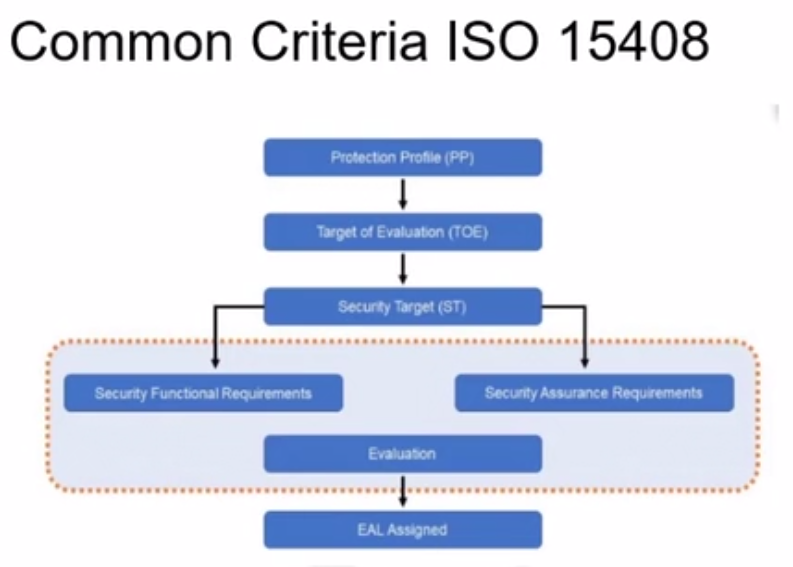 Common Criteria ISO 15408
Protection Profile (PP)
Target of Evaluation (TOE)
Security Target (ST)
Security Functional Requirements
Security Assurance Requirements
Evaluation
EAL Assigned